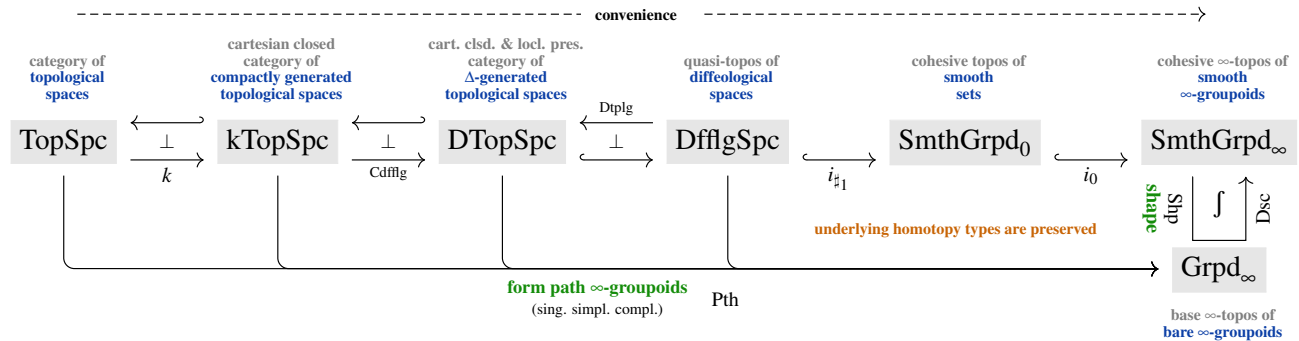 convenience
category of
topological
spaces
cartesian closed
category of
compactly generated
topological spaces
cart. clsd. & locl. pres.
category of
Δ-generated
topological spaces
quasi-topos of
diffeological
spaces
cohesive topos of
smooth
sets
cohesive ∞-topos of
smooth
∞-groupoids
Dtplg
TopSpc ⊥ kTopSpc ⊥ DTopSpc ⊥ DfflgSpc SmthGrpd₀ SmthGrpd∞
k Cdfflg i♯₁ i₀
shape Shp ∫ Dsc
underlying homotopy types are preserved
Grpd∞
form path ∞-groupoids
(sing. simpl. compl.)
Pth
base ∞-topos of
bare ∞-groupoids